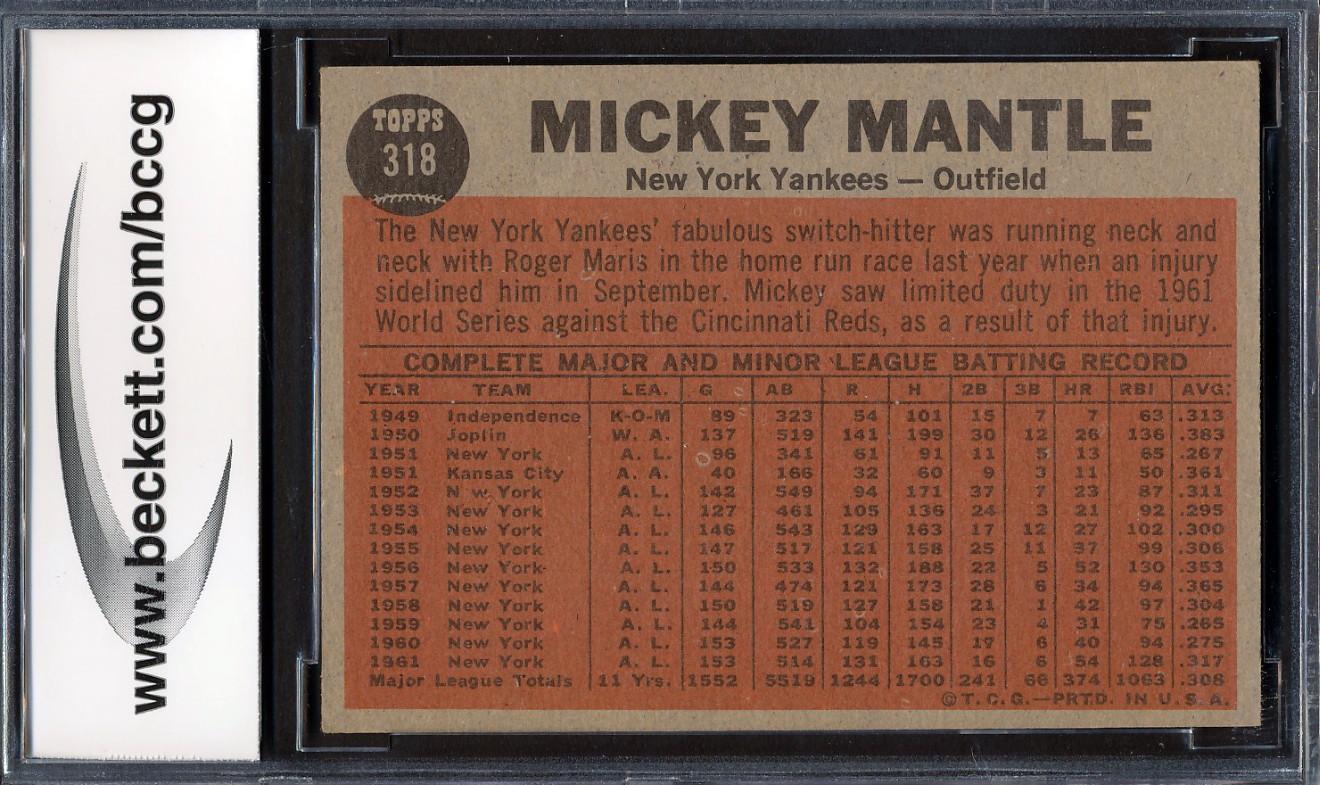 www.beckett.com/bccg
TOPPS
318
MICKEY MANTLE
New York Yankees — Outfield
The New York Yankees' fabulous switch-hitter was running neck and
neck with Roger Maris in the home run race last year when an injury
sidelined him in September. Mickey saw limited duty in the 1961
World Series against the Cincinnati Reds, as a result of that injury.
COMPLETE MAJOR AND MINOR LEAGUE BATTING RECORD
YEAR TEAM LEA. G AB R H 2B 3B HR RBI AVG.
1949 Independence K-O-M 89 323 54 101 15 7 7 63 .313
1950 Joplin W. A. 137 519 141 199 30 12 26 136 .383
1951 New York A. L. 96 341 61 91 11 5 13 65 .267
1951 Kansas City A. A. 40 166 32 60 9 3 11 50 .361
1952 New York A. L. 142 549 94 171 37 7 23 87 .311
1953 New York A. L. 127 461 105 136 24 3 21 92 .295
1954 New York A. L. 146 543 129 163 17 12 27 102 .300
1955 New York A. L. 147 517 121 158 25 11 37 99 .306
1956 New York A. L. 150 533 132 188 22 5 52 130 .353
1957 New York A. L. 144 474 121 173 28 6 34 94 .365
1958 New York A. L. 150 519 127 158 21 1 42 97 .304
1959 New York A. L. 144 541 104 154 23 4 31 75 .265
1960 New York A. L. 153 527 119 145 17 6 40 94 .275
1961 New York A. L. 153 514 131 163 16 6 54 128 .317
Major League Totals 11 Yrs. 1552 5519 1244 1700 241 66 374 1063 .308
© T. C. G.—PRTD. IN U. S. A.